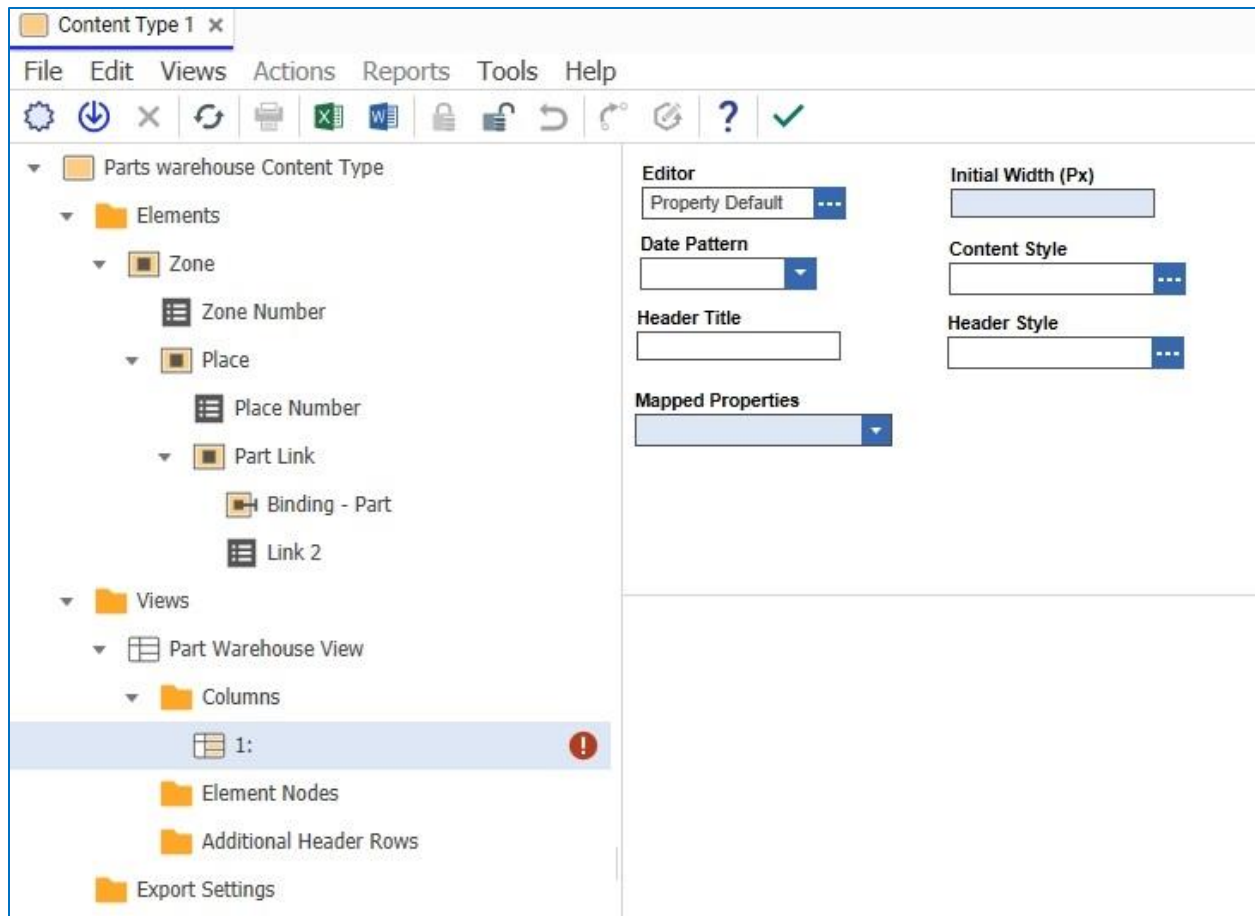 Content Type 1
File Edit Views Actions Reports Tools Help
Parts warehouse Content Type
Elements
Zone
Zone Number
Place
Place Number
Part Link
Binding - Part
Link 2
Views
Part Warehouse View
Columns
1:
Element Nodes
Additional Header Rows
Export Settings
Editor
Property Default
Initial Width (Px)
Date Pattern
Content Style
Header Title
Header Style
Mapped Properties